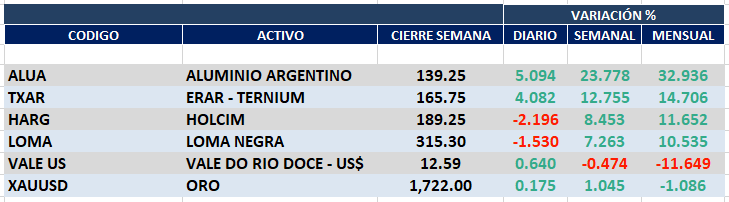 VARIACIÓN %
CODIGO ACTIVO CIERRE SEMANA DIARIO SEMANAL MENSUAL
ALUA ALUMINIO ARGENTINO 139.25 5.094 23.778 32.936
TXAR ERAR - TERNIUM 165.75 4.082 12.755 14.706
HARG HOLCIM 189.25 -2.196 8.453 11.652
LOMA LOMA NEGRA 315.30 -1.530 7.263 10.535
VALE US VALE DO RIO DOCE - US$ 12.59 0.640 -0.474 -11.649
XAUUSD ORO 1,722.00 0.175 1.045 -1.086